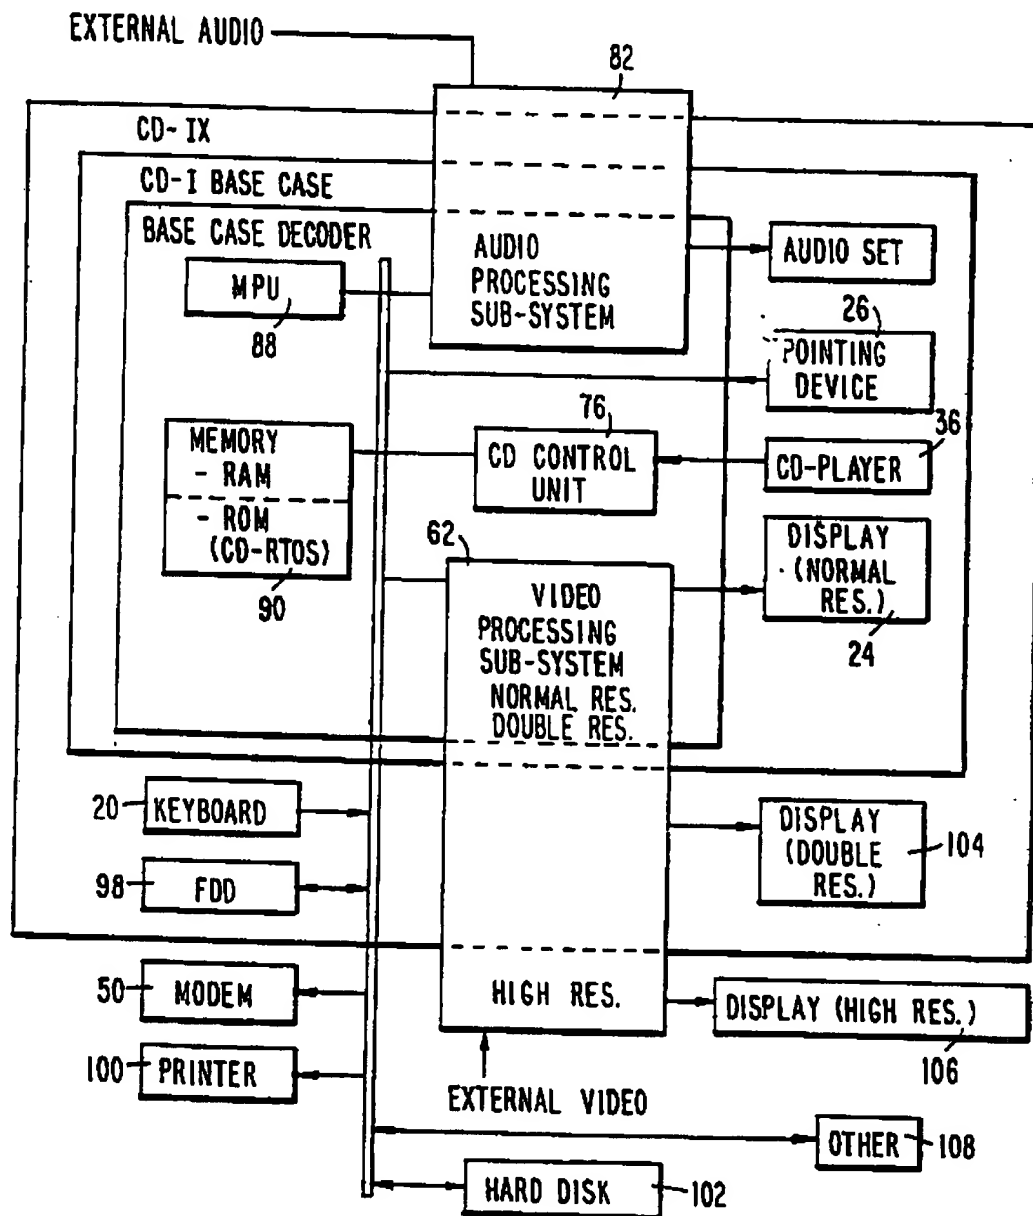 EXTERNAL AUDIO
82
CD-IX
CD-I BASE CASE
BASE CASE DECODER
MPU
88
AUDIO
PROCESSING
SUB-SYSTEM
AUDIO SET
26
POINTING
DEVICE
76
36
MEMORY
- RAM
- ROM
(CD-RTOS)
90
CD CONTROL
UNIT
CD-PLAYER
62
VIDEO
PROCESSING
SUB-SYSTEM
NORMAL RES.
DOUBLE RES.
DISPLAY
(NORMAL
RES.)
24
20
KEYBOARD
98
FDD
DISPLAY
(DOUBLE
RES.)
104
50
MODEM
HIGH RES.
DISPLAY (HIGH RES.)
106
100
PRINTER
EXTERNAL VIDEO
OTHER
108
HARD DISK
102